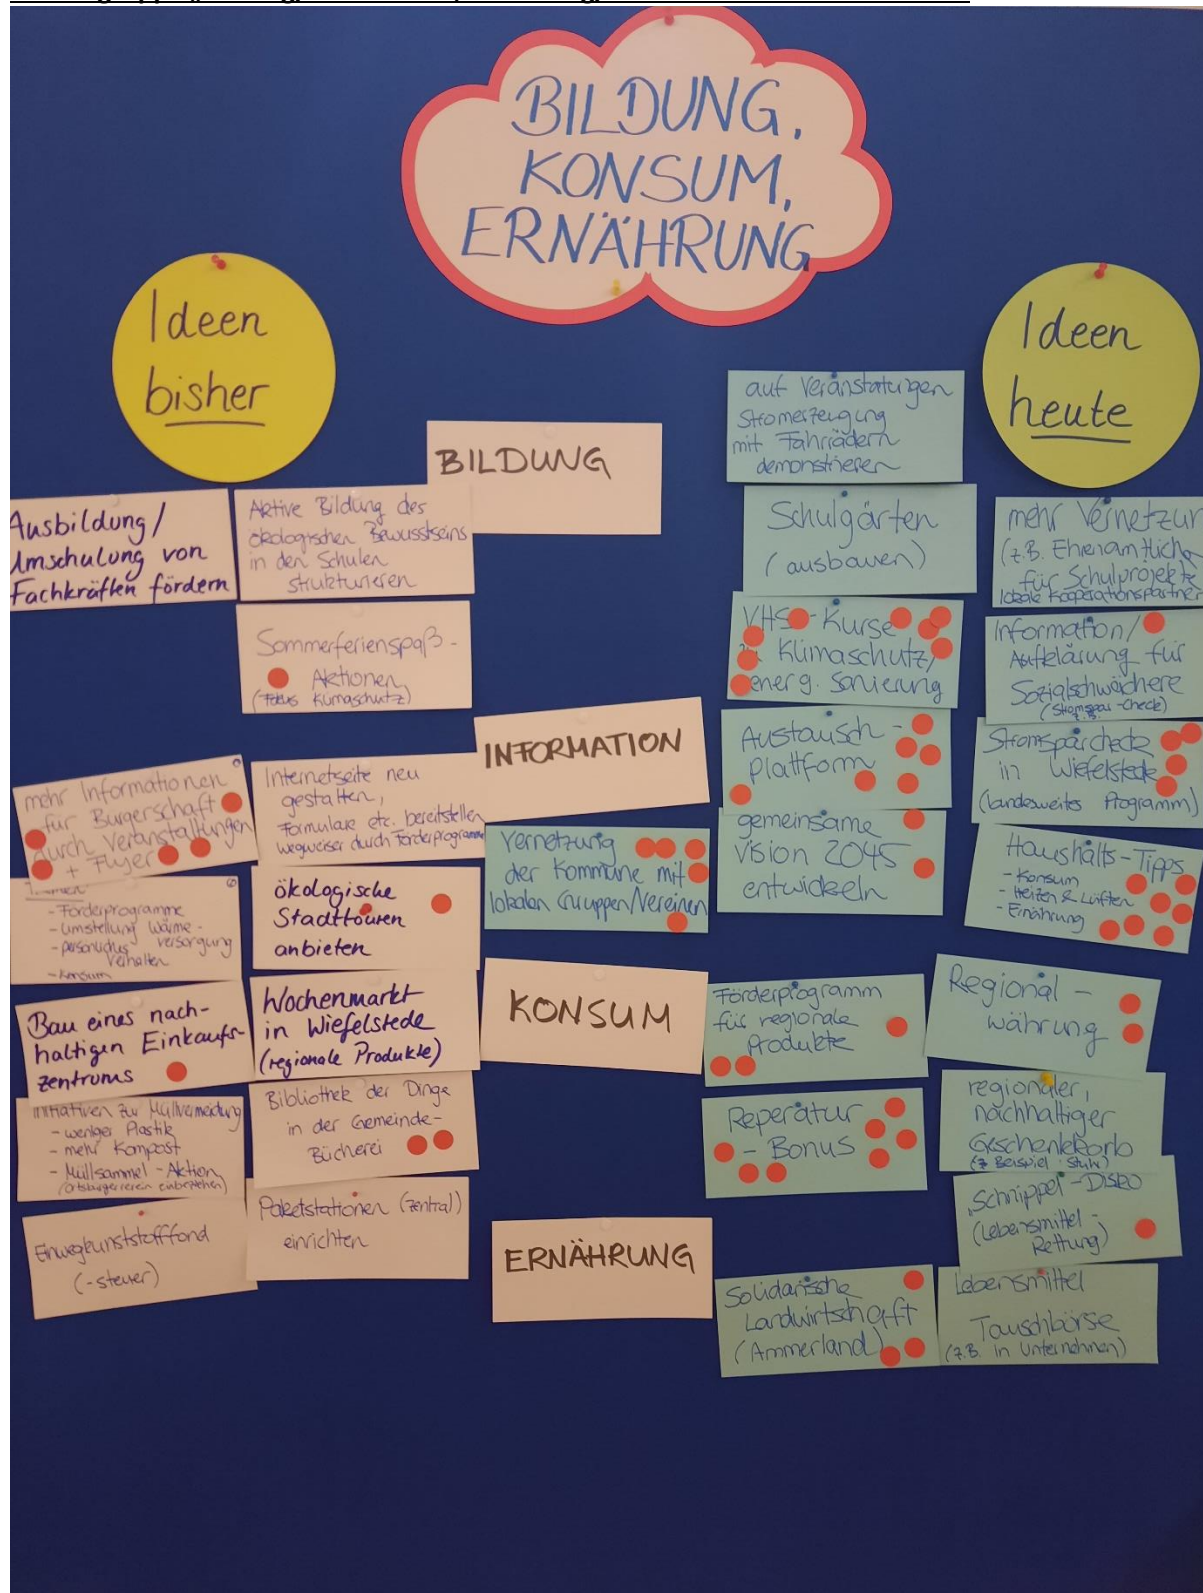 BILDUNG,
KONSUM,
ERNÄHRUNG
Ideen
bisher
Ideen
heute
BILDUNG
Ausbildung/
Umschulung von
Fachkräften fördern
Aktive Bildung des
ökologischen Bewusstseins
in den Schulen
strukturieren
Sommerferienspaß-
Aktionen
(Fokus Klimaschutz)
auf Veranstatungen
Stromerzeugung
mit Fahrrädern
demonstrieren
Schulgärten
(ausbauen)
mehr Vernetzun
(z.B. Ehrenamtliche
für Schulprojekte
lokale Kooperationspartner
VHS-Kurse
Klimaschutz/
energ. Sanierung
Information/
Aufklärung für
Sozialschwächere
(Stromspar-Check)
INFORMATION
mehr Informationen
für Bürgerschaft
durch Veranstaltungen
+ Flyer
- Förderprogramme
- Umstellung Wärme-
versorgung
- persönliches
verhalten
- Konsum
Internetseite neu
gestalten,
Formulare etc. bereitstellen
Wegweiser durch Förderprogramme
ökologische
Stadttouren
anbieten
Vernetzung
der Kommune mit
lokalen Gruppen/Vereinen
Austausch-
plattform
gemeinsame
Vision 2045
entwickeln
Stromsparcheck
in Wiefelstede
(landesweites Programm)
Haushalts-Tipps
- Konsum
- Heizen & Lüften
- Ernährung
KONSUM
Bau eines nach-
haltigen Einkaufs-
zentrums
Wochenmarkt
in Wiefelstede
(regionale Produkte)
Initiativen zur Müllvermeidung
- weniger Plastik
- mehr Kompost
- Müllsammel-Aktion
(Ortsbürgerverein einbeziehen)
Bibliothek der Dinge
in der Gemeinde-
Bücherei
Einwegkunststofffond
(-steuer)
Paketstationen (zentral)
einrichten
Förderprogramm
für regionale
Produkte
Regional-
währung
Reperatur
- Bonus
regionaler,
nachhaltiger
Geschenkekorb
(z Beispiel Stuhr)
ERNÄHRUNG
Schnippel-Disko
(Lebensmittel-
Rettung)
Solidarische
Landwirtschaft
(Ammerland)
Lebensmittel
Tauschbörse
(z.B. in Unternehmen)